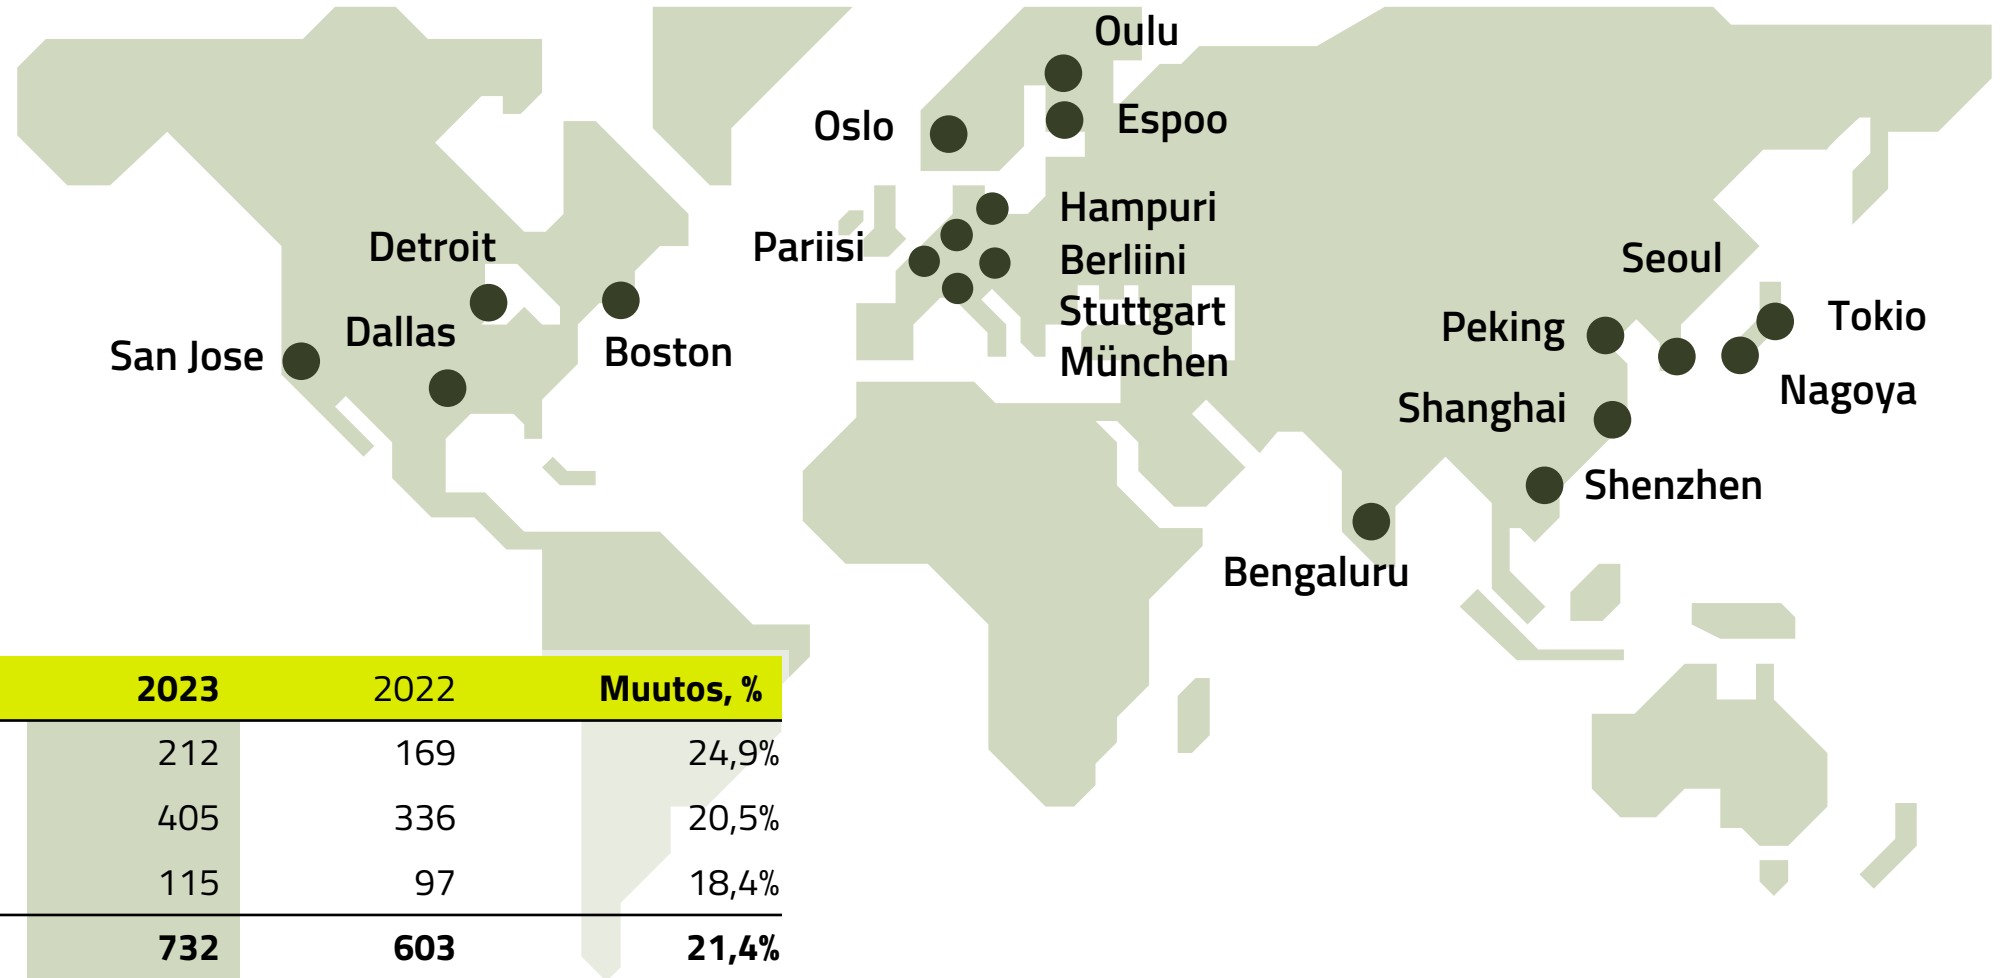 Oulu
Oslo
Espoo
Hampuri
Detroit
Pariisi
Berliini
Seoul
Stuttgart
Tokio
Peking
Dallas
San Jose
Boston
München
Nagoya
Shanghai
Shenzhen
Bengaluru
2023 2022 Muutos, %
212 169 24,9%
405 336 20,5%
115 97 18,4%
732 603 21,4%